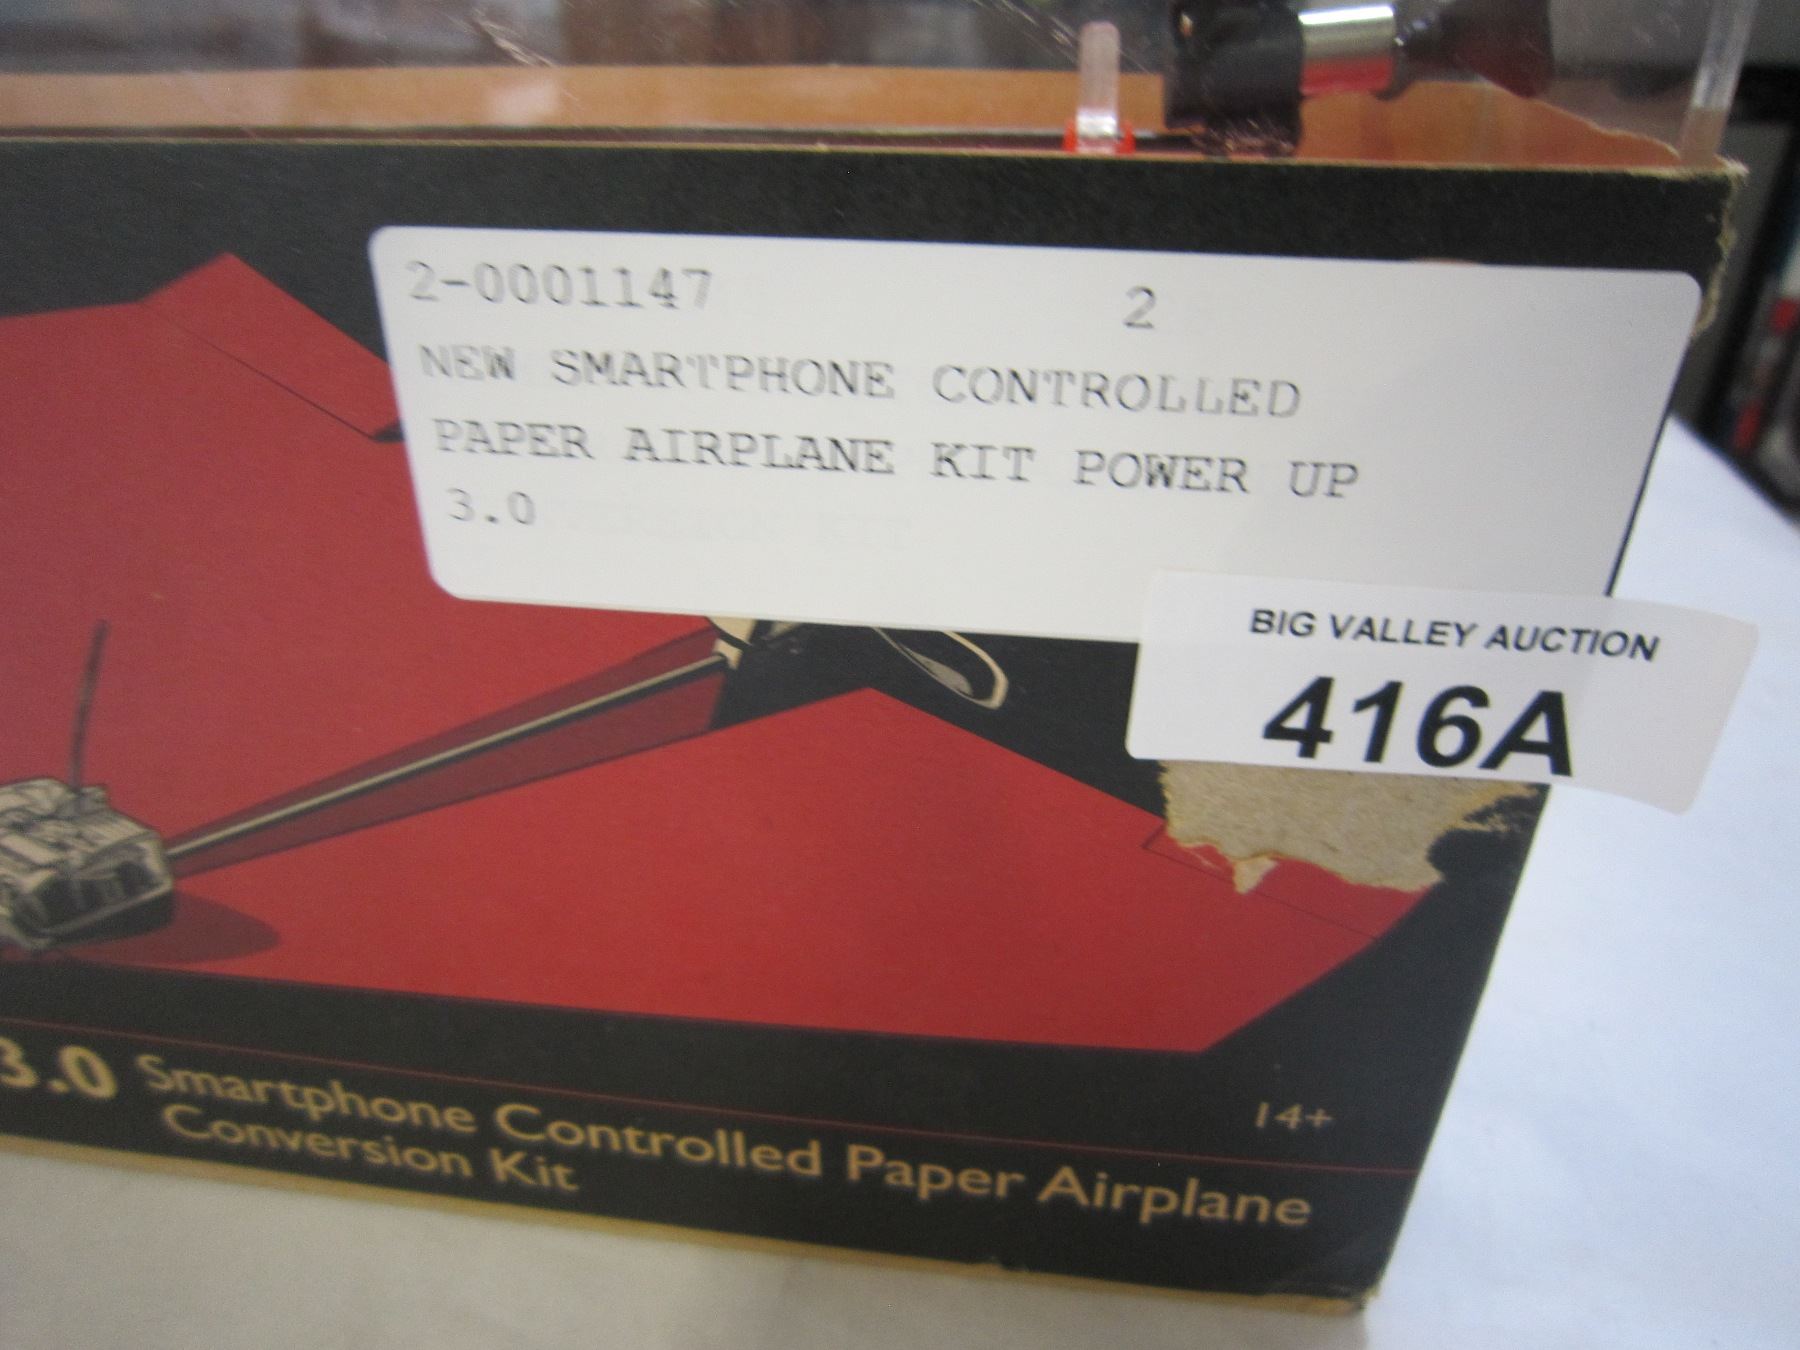 2-0001147 2
NEW SMARTPHONE CONTROLLED
PAPER AIRPLANE KIT POWER UP
3.0
BIG VALLEY AUCTION
416A
14+
3.0 Smartphone Controlled Paper Airplane
Conversion Kit